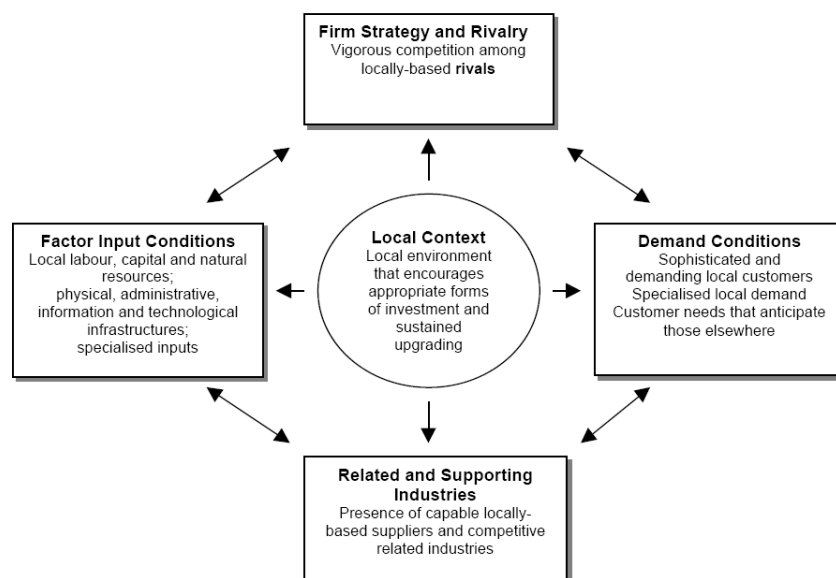 Firm Strategy and Rivalry
Vigorous competition among
locally-based rivals
Factor Input Conditions
Local labour, capital and natural
resources;
physical, administrative,
information and technological
infrastructures;
specialised inputs
Local Context
Local environment
that encourages
appropriate forms
of investment and
sustained
upgrading
Demand Conditions
Sophisticated and
demanding local customers
Specialised local demand
Customer needs that anticipate
those elsewhere
Related and Supporting
Industries
Presence of capable locally-
based suppliers and competitive
related industries